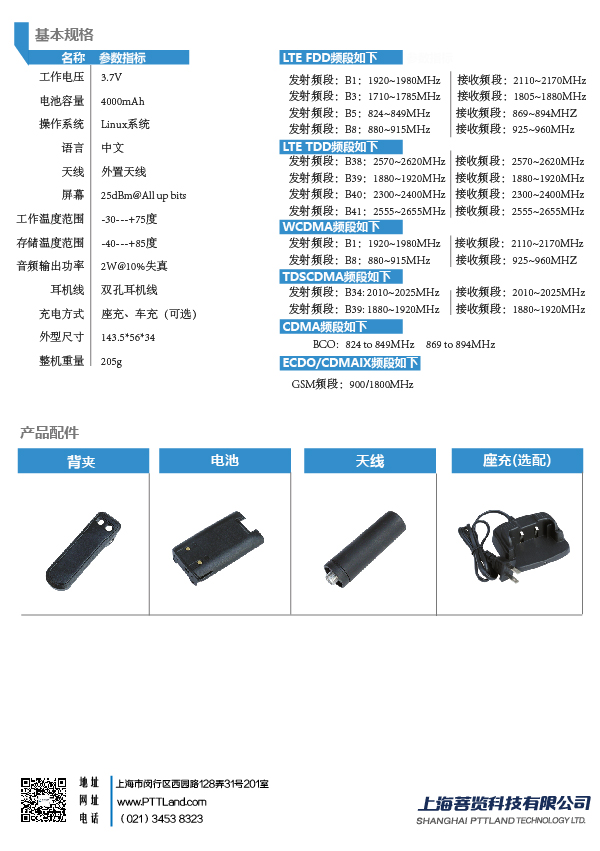 基本规格
名称 参数指标
工作电压 3.7V
电池容量 4000mAh
操作系统 Linux系统
语言 中文
天线 外置天线
屏幕 25dBm@All up bits
工作温度范围 -30---+75度
存储温度范围 -40---+85度
音频输出功率 2W@10%失真
耳机线 双孔耳机线
充电方式 座充、车充（可选）
外型尺寸 143.5*56*34
整机重量 205g
LTE FDD频段如下
发射频段：B1：1920~1980MHz 接收频段：2110~2170MHz
发射频段：B3：1710~1785MHz 接收频段：1805~1880MHz
发射频段：B5：824~849MHz 接收频段：869~894MHZ
发射频段：B8：880~915MHz 接收频段：925~960MHz
LTE TDD频段如下
发射频段：B38：2570~2620MHz 接收频段：2570~2620MHz
发射频段：B39：1880~1920MHz 接收频段：1880~1920MHz
发射频段：B40：2300~2400MHz 接收频段：2300~2400MHz
发射频段：B41：2555~2655MHz 接收频段：2555~2655MHz
WCDMA频段如下
发射频段：B1：1920~1980MHz 接收频段：2110~2170MHz
发射频段：B8：880~915MHz 接收频段：925~960MHZ
TDSCDMA频段如下
发射频段：B34: 2010~2025MHz 接收频段：2010~2025MHz
发射频段：B39: 1880~1920MHz 接收频段：1880~1920MHz
CDMA频段如下
BCO：824 to 849MHz 869 to 894MHz
ECDO/CDMAIX频段如下
GSM频段：900/1800MHz
产品配件
背夹 电池 天线 座充(选配)
地址 上海市闵行区西园路128弄31号201室
网址 www.PTTLand.com
电话 （021）3453 8323
上海菩览科技有限公司
SHANGHAI PTTLAND TECHNOLOGY LTD.